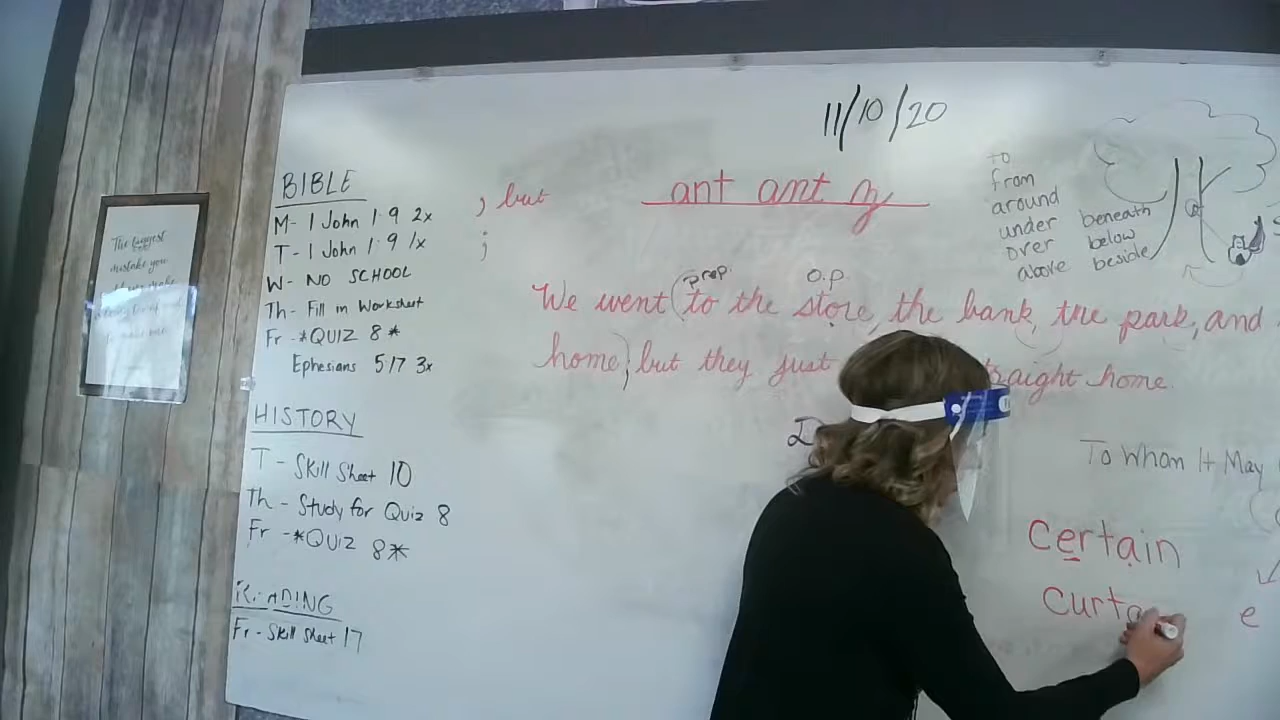 11/10/20
BIBLE
M- 1 John 1:9 2x
T- 1 John 1:9 1x
W- NO SCHOOL
Th- Fill in Worksheet
Fr -*QUIZ 8*
Ephesians 5:17 3x
HISTORY
T- Skill Sheet 10
Th- Study for Quiz 8
Fr -*QUIZ 8*
READING
Fr- Skill Sheet 17
, but
;
ant ant
prep. o.p.
We went (to the store, the bank, the park, and
home), but they just straight home.
to
from
around
under beneath
over below
above beside
To Whom It May
certain
curta
e
The biggest
mistake you